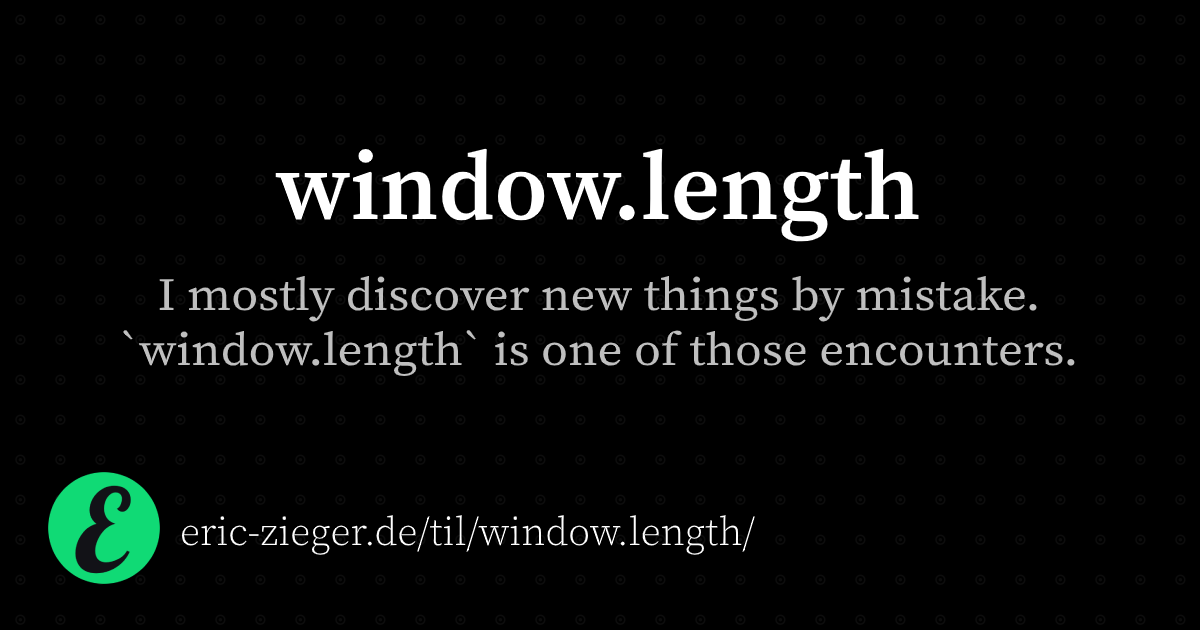 window.length
I mostly discover new things by mistake.
`window.length` is one of those encounters.
E
eric-zieger.de/til/window.length/